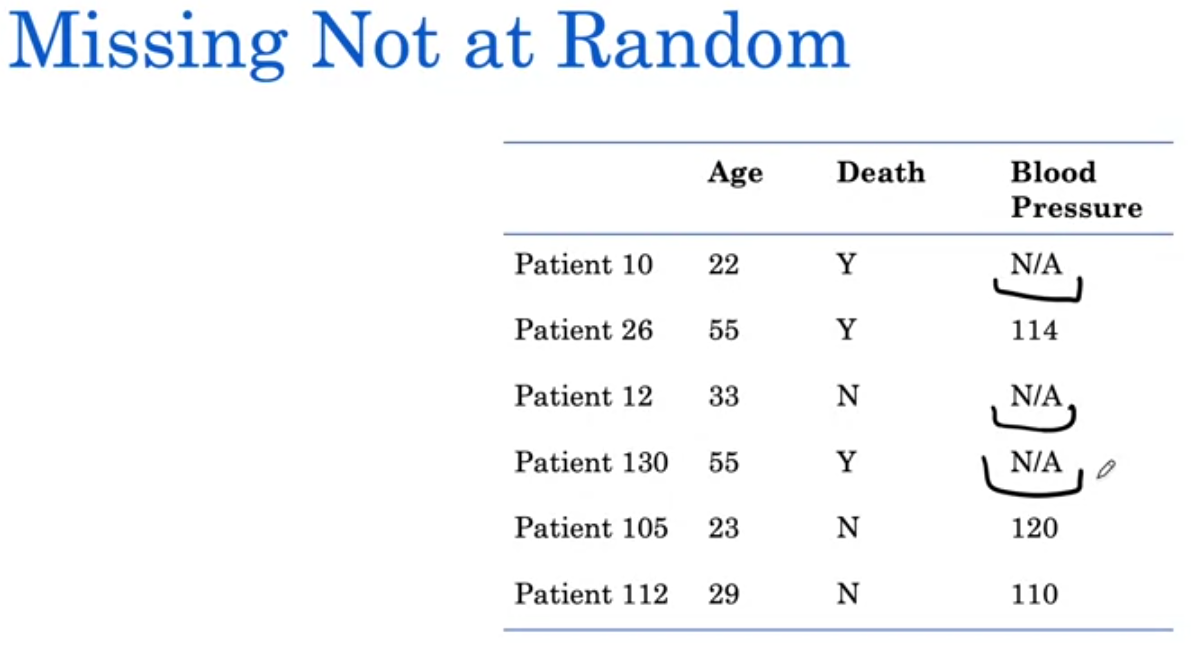 Missing Not at Random
Age Death Blood
Pressure
Patient 10 22 Y N/A
Patient 26 55 Y 114
Patient 12 33 N N/A
Patient 130 55 Y N/A
Patient 105 23 N 120
Patient 112 29 N 110